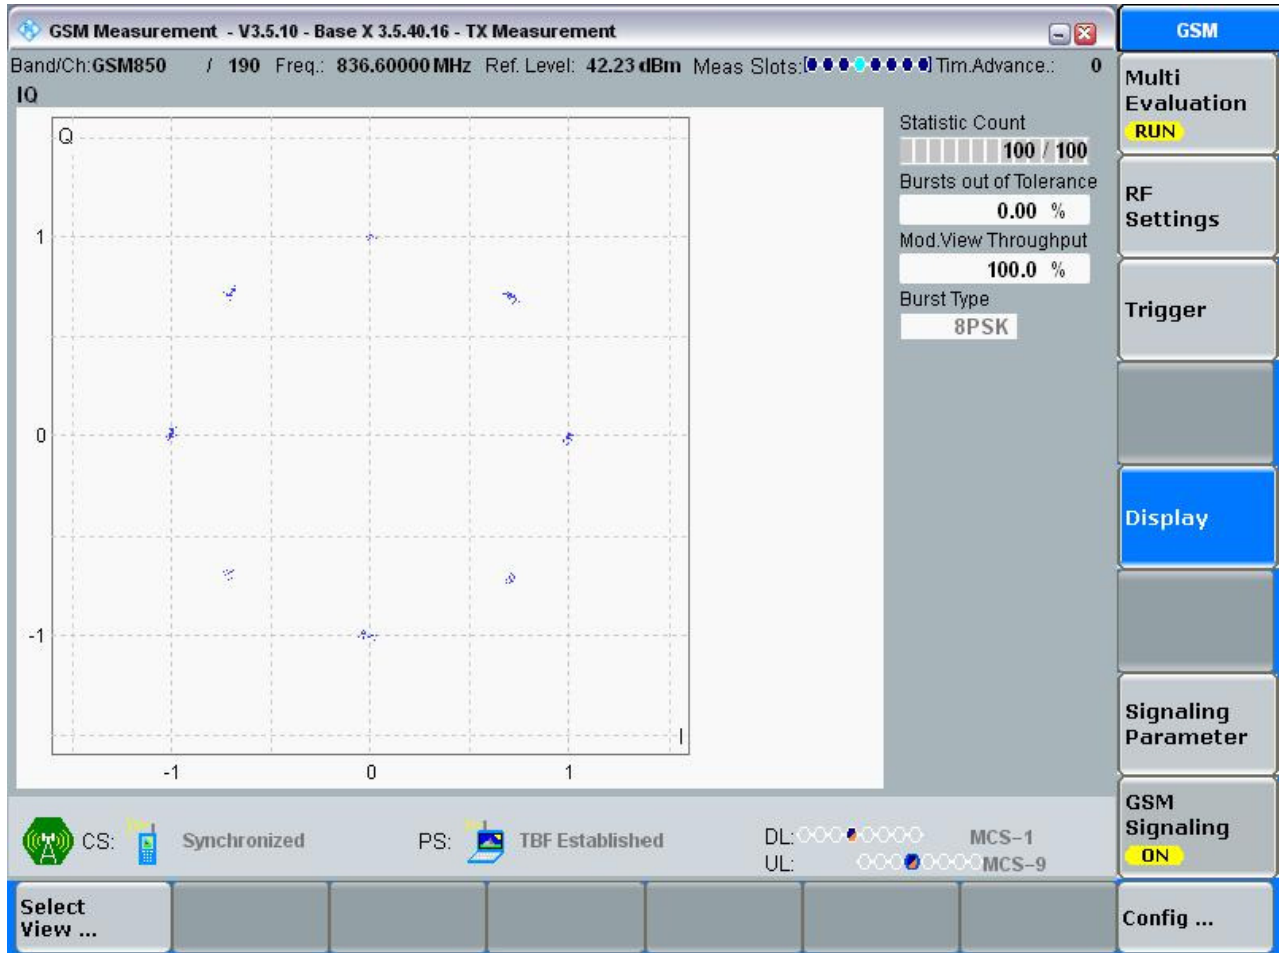 GSM Measurement - V3.5.10 - Base X 3.5.40.16 - TX Measurement
GSM
Band/Ch:GSM850 / 190 Freq.: 836.60000 MHz Ref. Level: 42.23 dBm Meas Slots: Tim.Advance.: 0
IQ
Q
1
0
-1
-1 0 1
I
Statistic Count
100 / 100
Bursts out of Tolerance
0.00 %
Mod.View Throughput
100.0 %
Burst Type
8PSK
Multi
Evaluation
RUN
RF
Settings
Trigger
Display
Signaling
Parameter
GSM
Signaling
ON
CS: Synchronized PS: TBF Established DL: MCS-1
UL: MCS-9
Select
View ...
Config ...